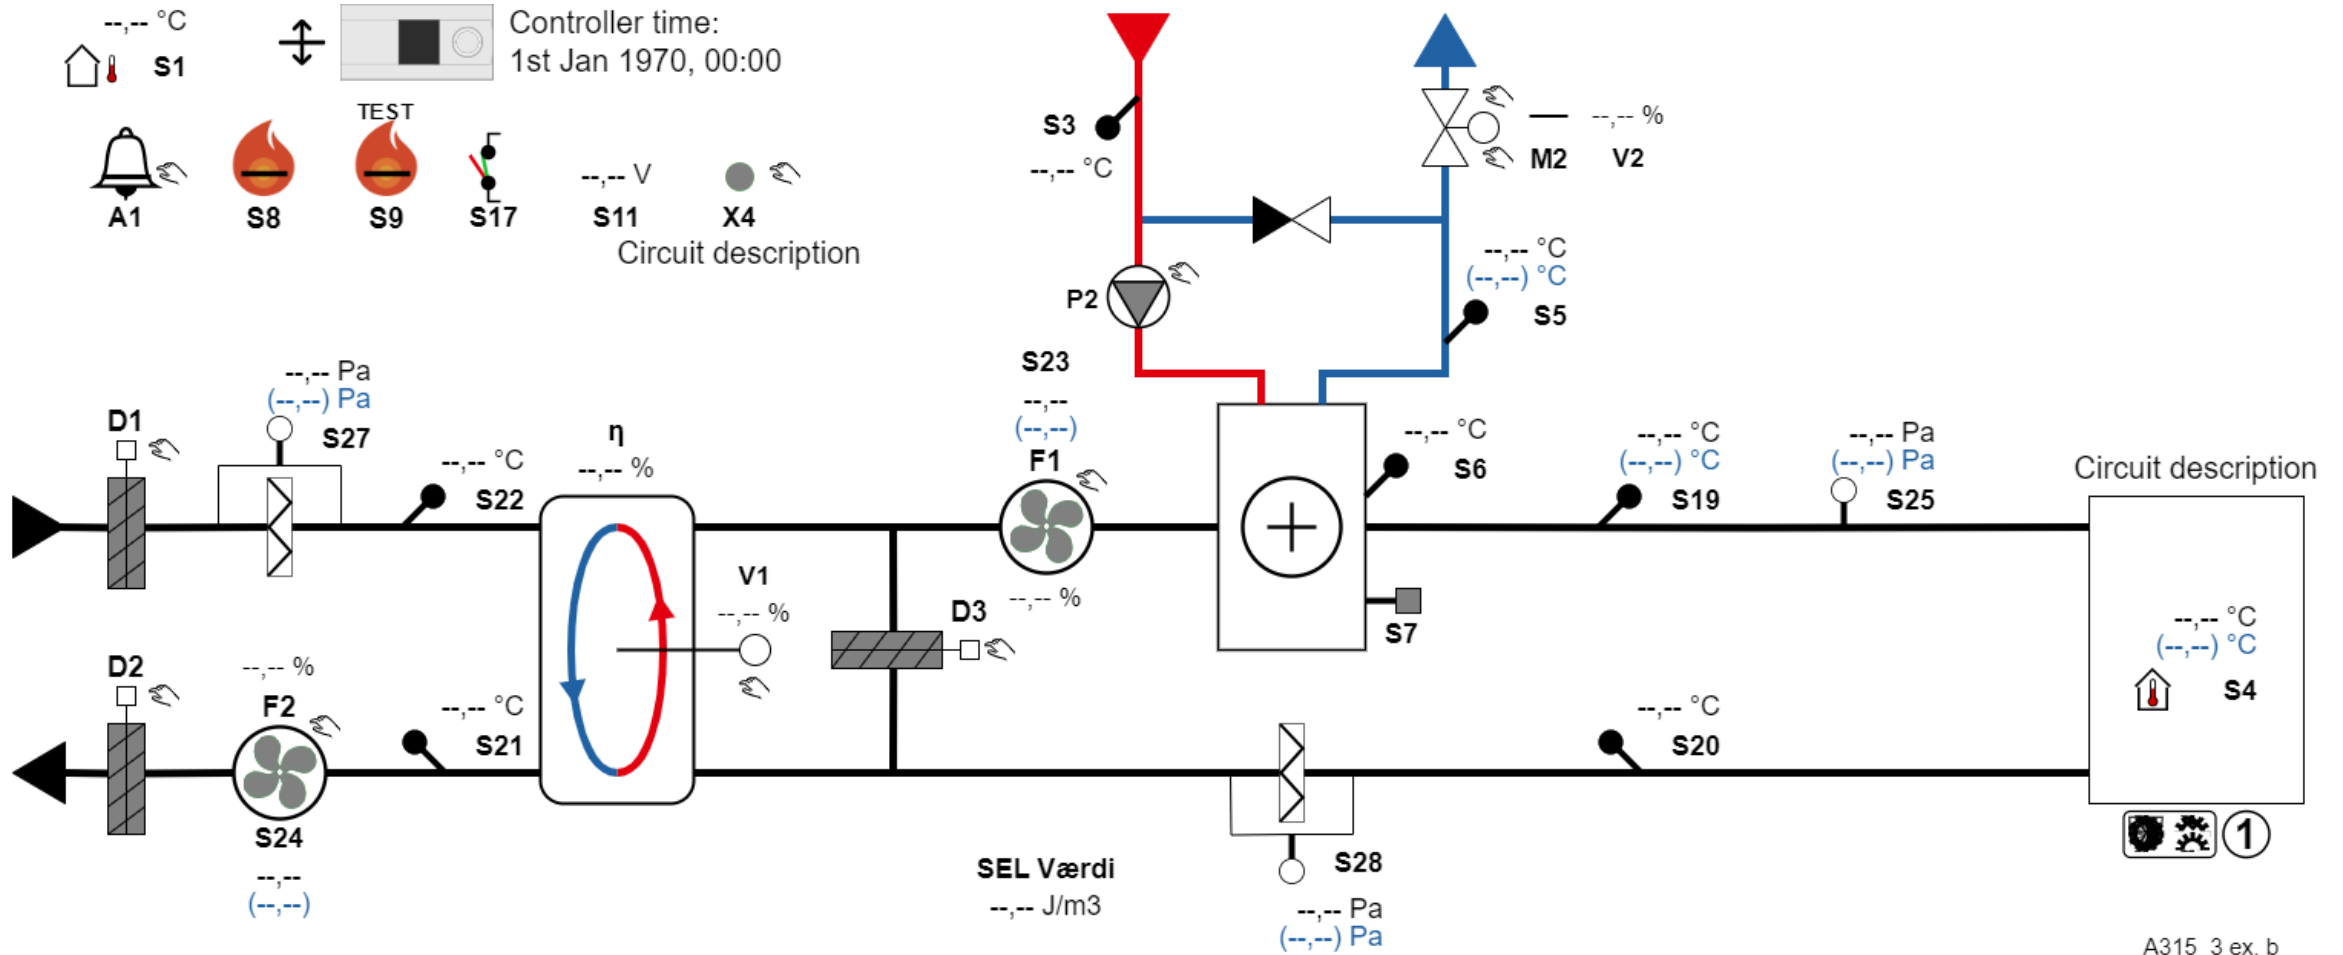 --,-- °C
S1
Controller time:
1st Jan 1970, 00:00
TEST
A1
S8
S9
S17
--,-- V
S11
X4
Circuit description
S3
--,-- °C
--,-- %
M2
V2
--,-- °C
(--,--) °C
S5
P2
S23
--,--
(--,--)
F1
--,-- %
--,-- Pa
(--,--) Pa
S27
D1
--,-- °C
S22
η
--,-- %
V1
--,-- %
D3
--,-- °C
S6
S7
--,-- °C
(--,--) °C
S19
--,-- Pa
(--,--) Pa
S25
Circuit description
--,-- °C
(--,--) °C
S4
D2
--,-- %
F2
S24
--,--
(--,--)
--,-- °C
S21
--,-- °C
S20
SEL Værdi
--,-- J/m3
S28
--,-- Pa
(--,--) Pa
1
A315 3 ex. b